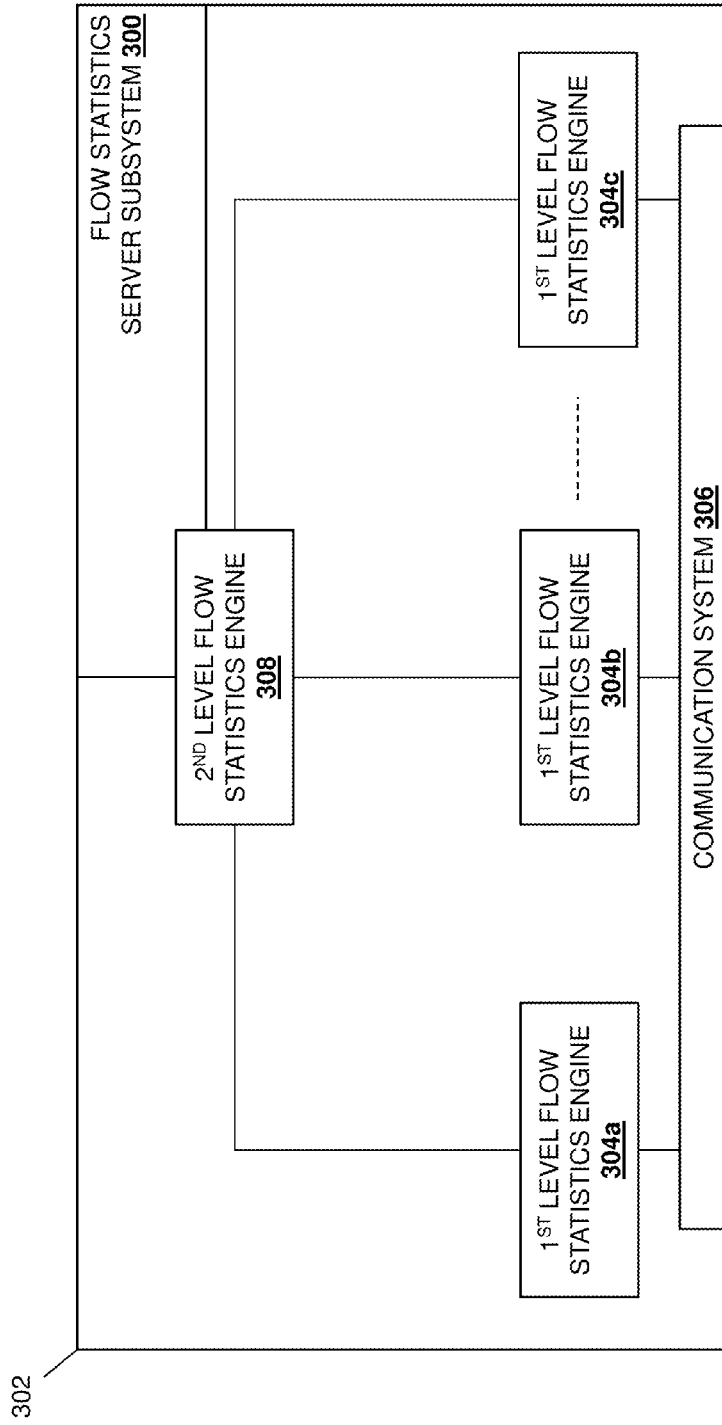 302
FLOW STATISTICS
SERVER SUBSYSTEM 300
2ND LEVEL FLOW
STATISTICS ENGINE
308
1ST LEVEL FLOW
STATISTICS ENGINE
304a
1ST LEVEL FLOW
STATISTICS ENGINE
304b
1ST LEVEL FLOW
STATISTICS ENGINE
304c
COMMUNICATION SYSTEM 306